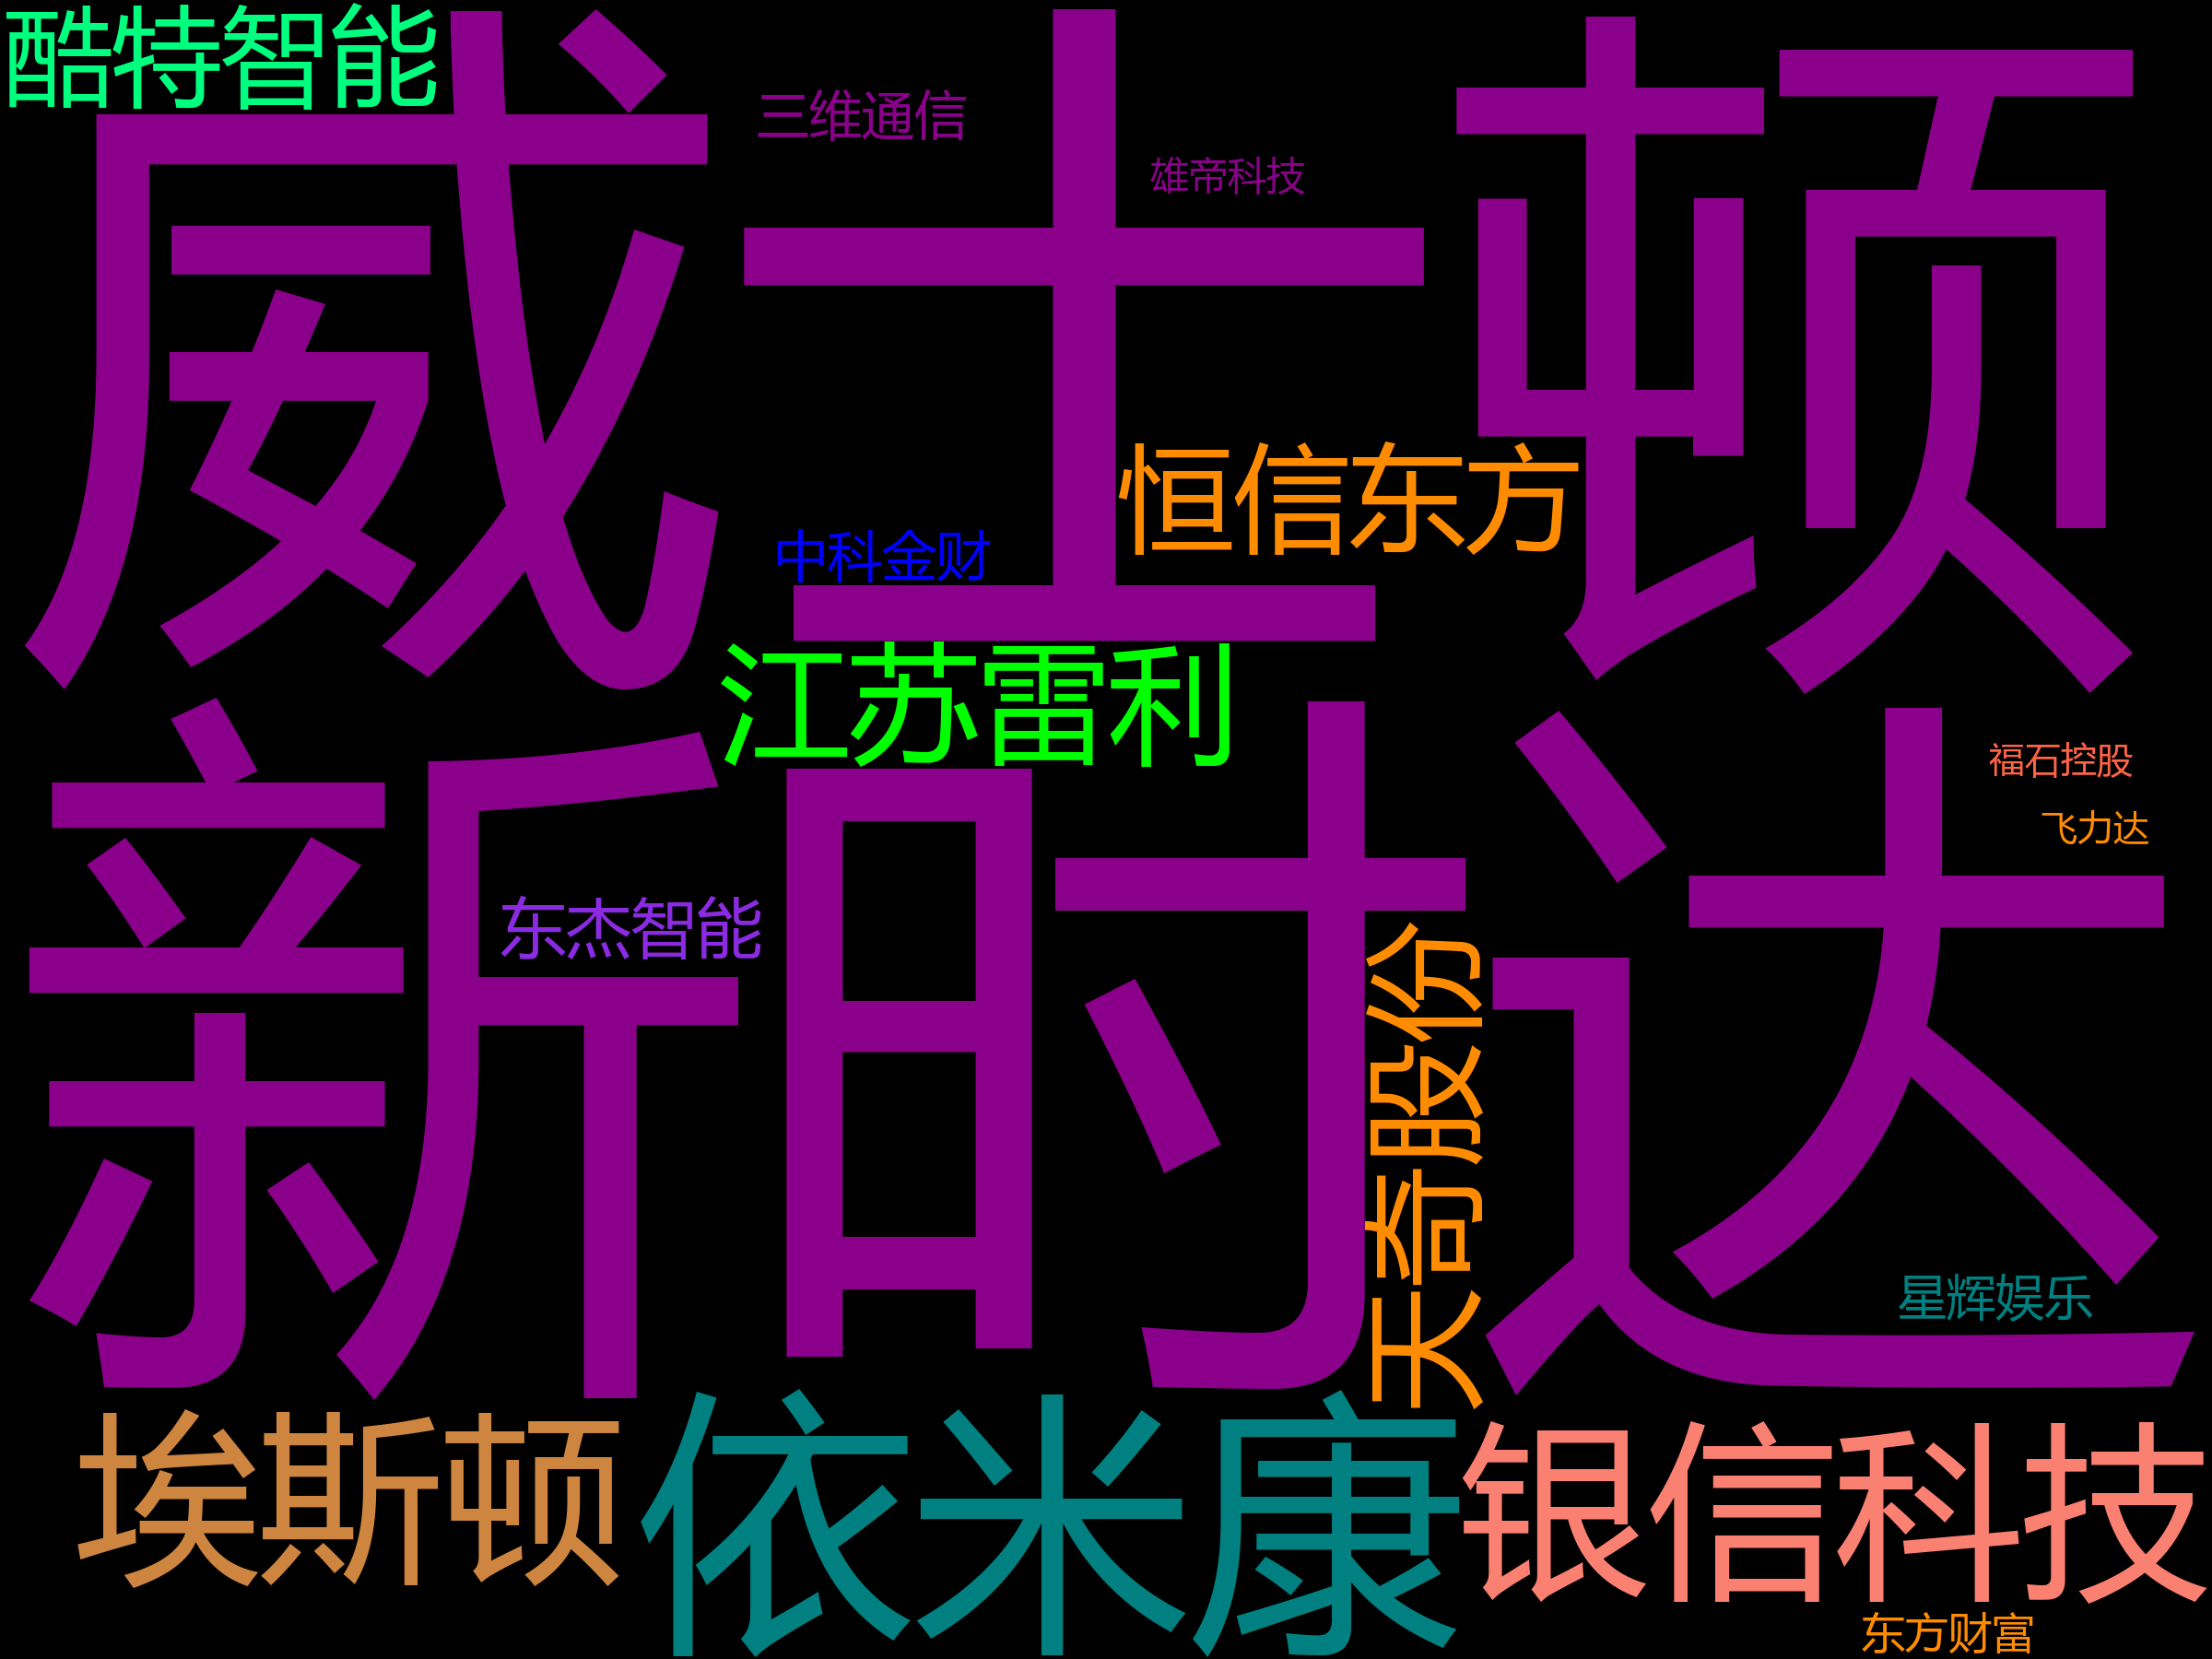 酷特智能
威士顿
三维通信
雄帝科技
恒信东方
中科金财
江苏雷利
新时达
福石控股
飞力达
东杰智能
天奇股份
星辉娱乐
埃斯顿
依米康
银信科技
东方财富